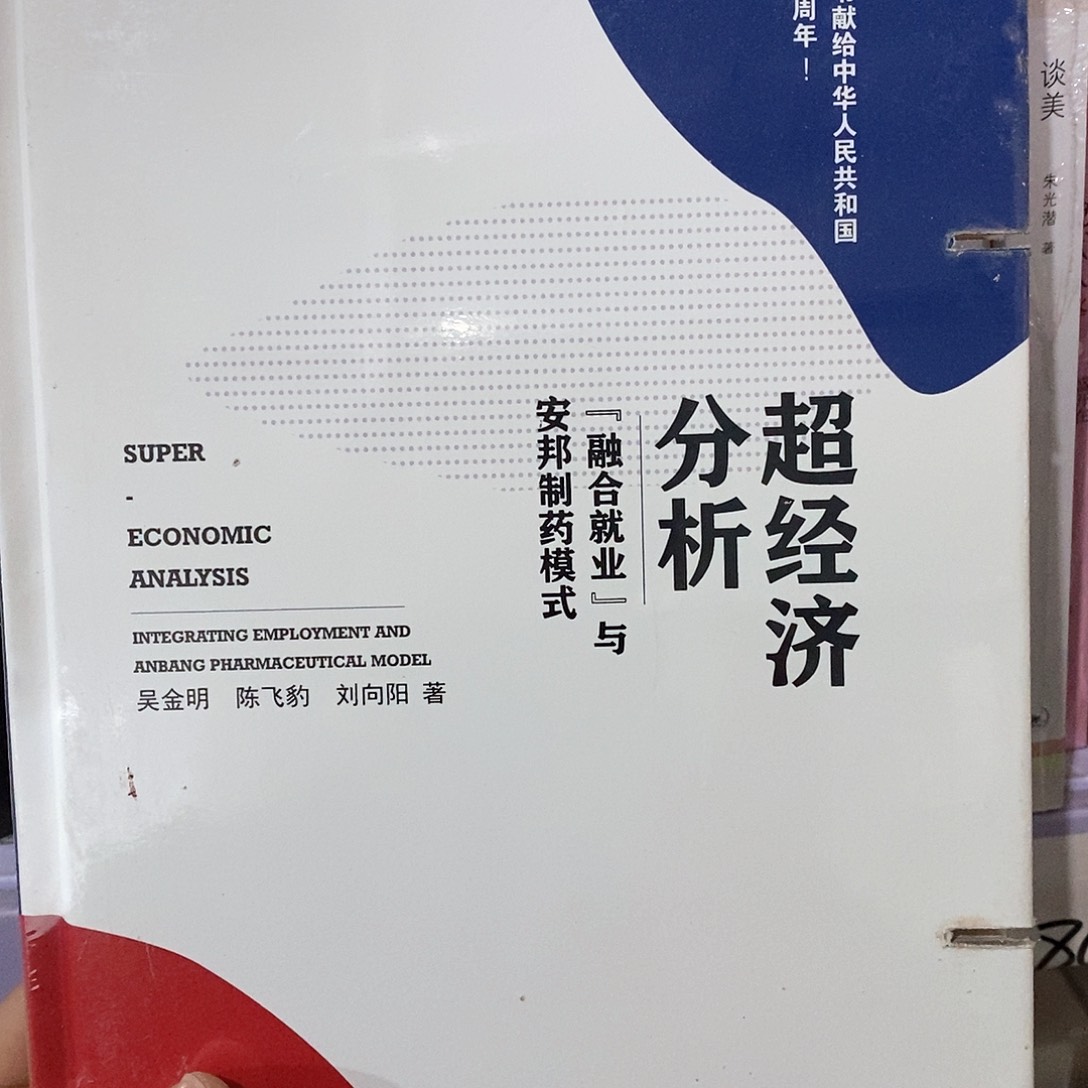 献给中华人民共和国
周年！
超经济
分析
『融合就业』与
安邦制药模式
SUPER
-
ECONOMIC
ANALYSIS
INTEGRATING EMPLOYMENT AND
ANBANG PHARMACEUTICAL MODEL
吴金明 陈飞豹 刘向阳 著
谈美
朱光潜 著